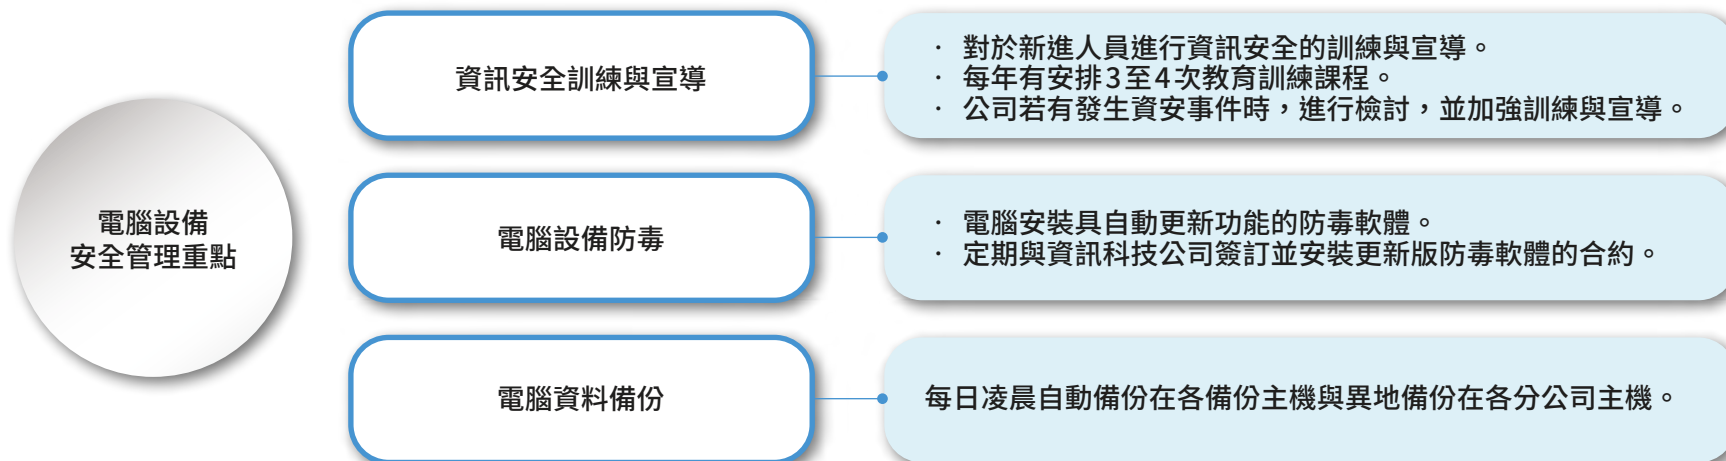 電腦設備
安全管理重點
資訊安全訓練與宣導
· 對於新進人員進行資訊安全的訓練與宣導。
· 每年有安排3至4次教育訓練課程。
· 公司若有發生資安事件時，進行檢討，並加強訓練與宣導。
電腦設備防毒
· 電腦安裝具自動更新功能的防毒軟體。
· 定期與資訊科技公司簽訂並安裝更新版防毒軟體的合約。
電腦資料備份
每日凌晨自動備份在各備份主機與異地備份在各分公司主機。